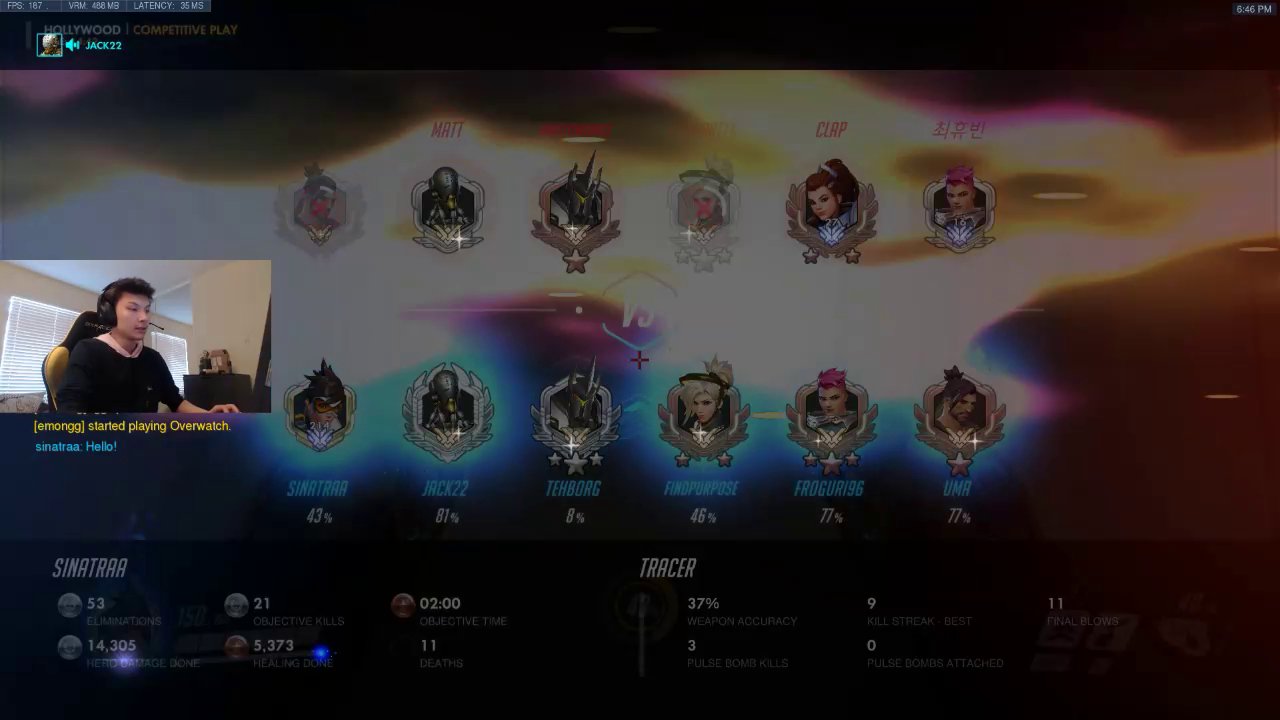 FPS: 187 VRM: 488 MB LATENCY: 35 MS
6:46 PM
HOLLYWOOD | COMPETITIVE PLAY
JACK22
MATT CLAP 최휴빈
VS
[emongg] started playing Overwatch.
sinatraa: Hello!
SINATRAA JACK22 TEHBORG FINDPURPOSE FROGURI96 UMA
43% 81% 8% 46% 77% 77%
SINATRAA TRACER
53 21 02:00 37% 9 11
ELIMINATIONS OBJECTIVE KILLS OBJECTIVE TIME WEAPON ACCURACY KILL STREAK - BEST FINAL BLOWS
14,305 5,373 11 3 0
HERO DAMAGE DONE HEALING DONE DEATHS PULSE BOMB KILLS PULSE BOMBS ATTACHED